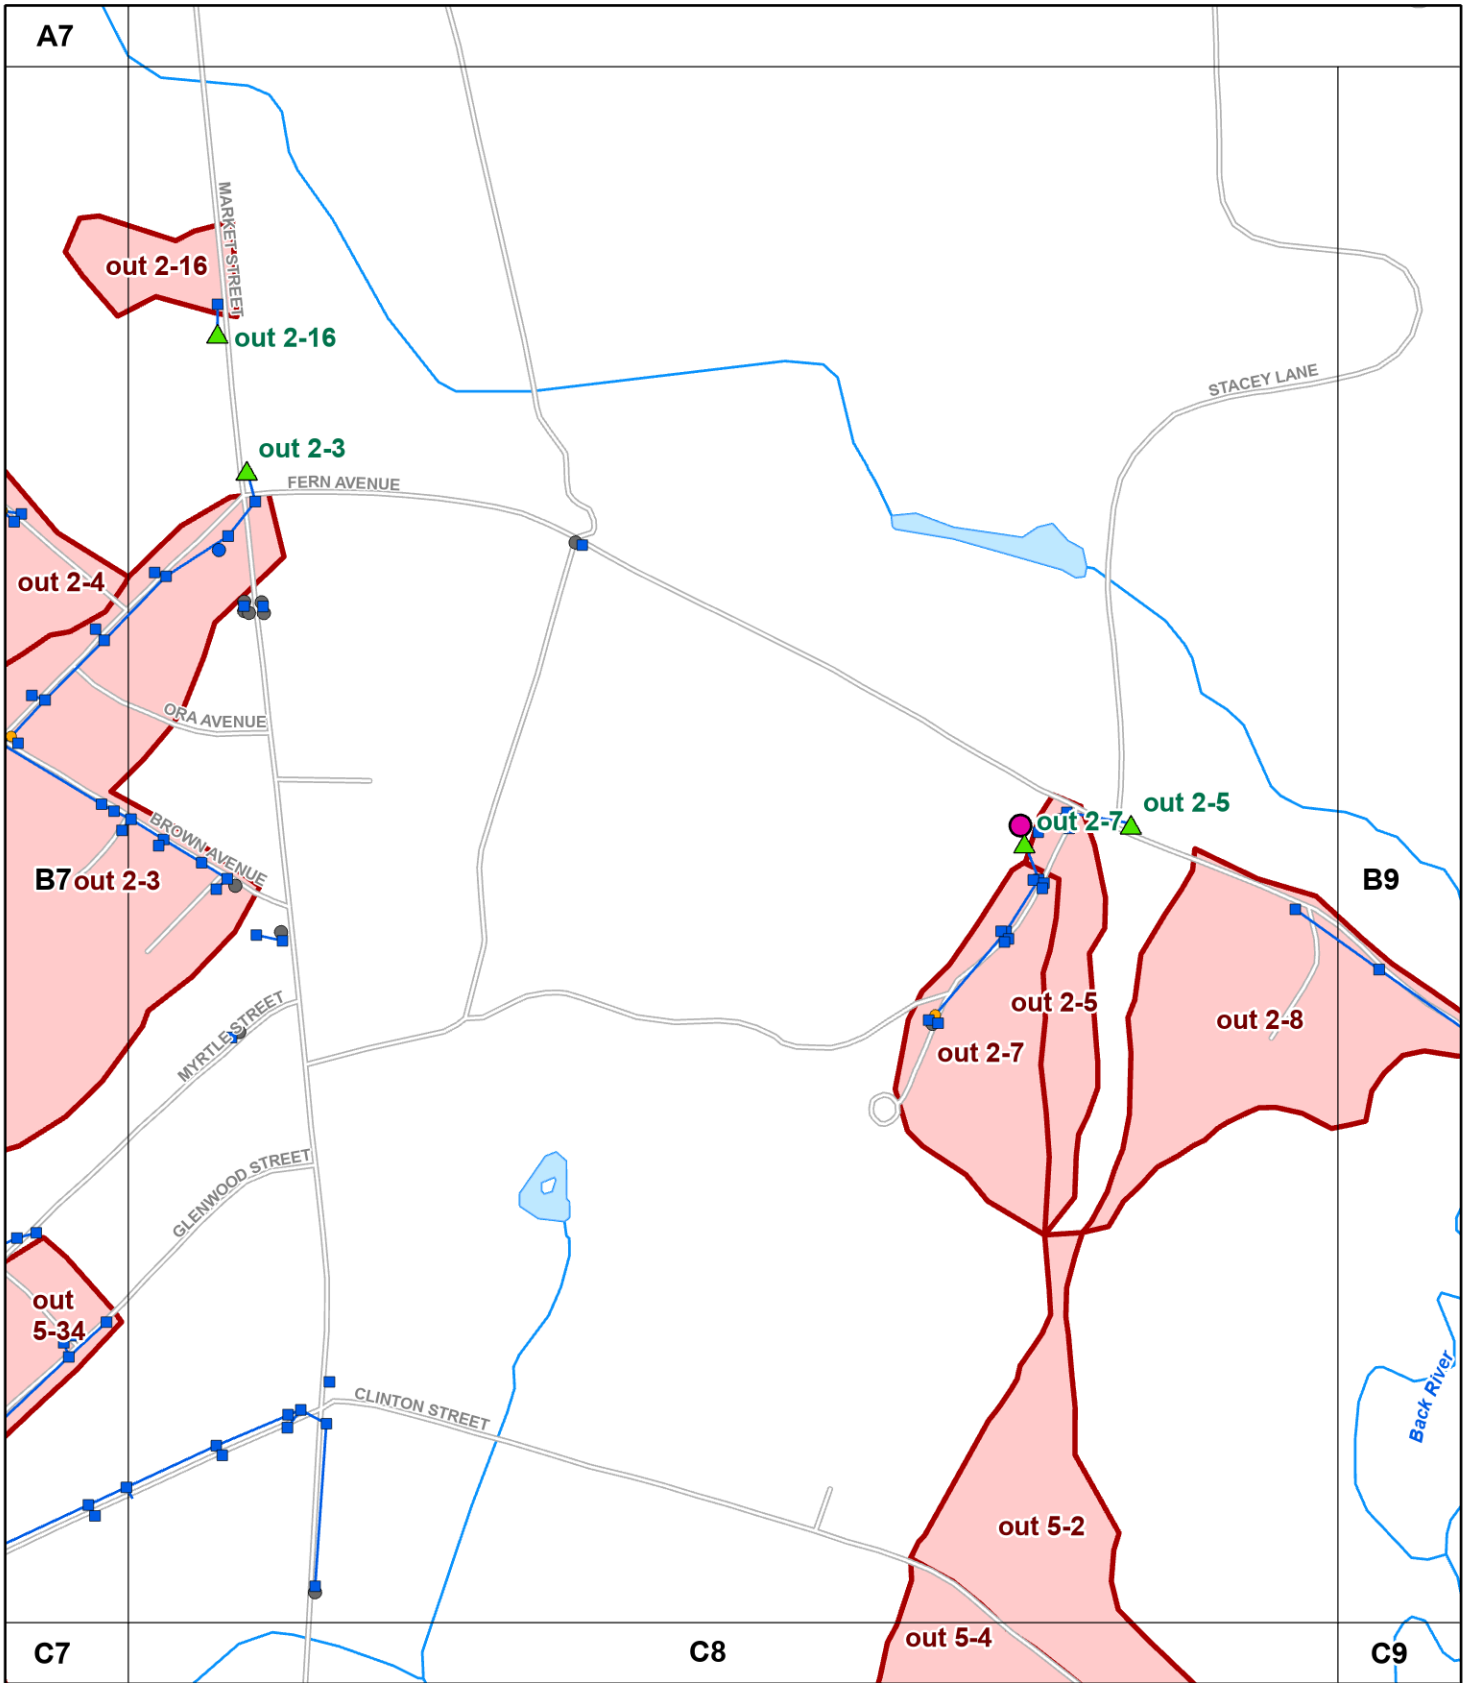 A7
MARKET STREET
out 2-16
out 2-16
STACEY LANE
out 2-3
FERN AVENUE
out 2-4
ORA AVENUE
out 2-5
out 2-7
BROWN AVENUE
B7
out 2-3
B9
MYRTLE STREET
out 2-5
out 2-8
out 2-7
GLENWOOD STREET
out
5-34
Back River
CLINTON STREET
out 5-2
out 5-4
C7
C8
C9